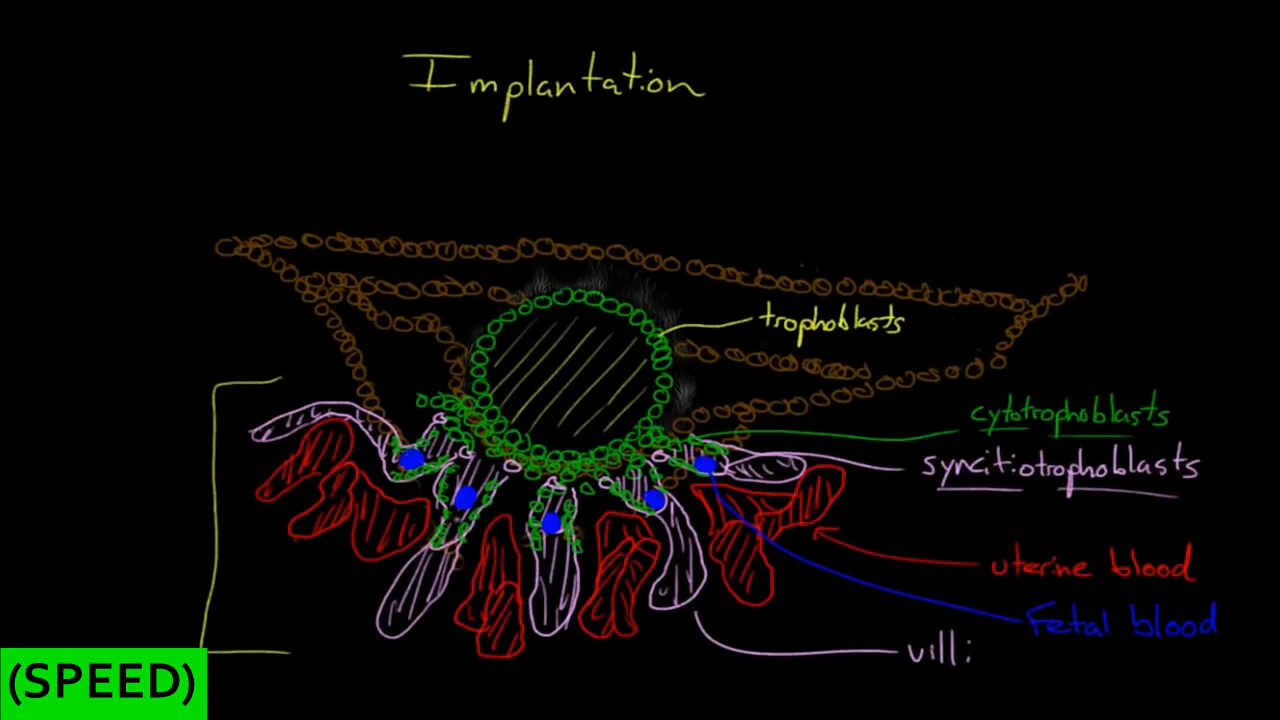 Implantation
trophoblasts
cytotrophoblasts
syncitiotrophoblasts
uterine blood
Fetal blood
villi
(SPEED)